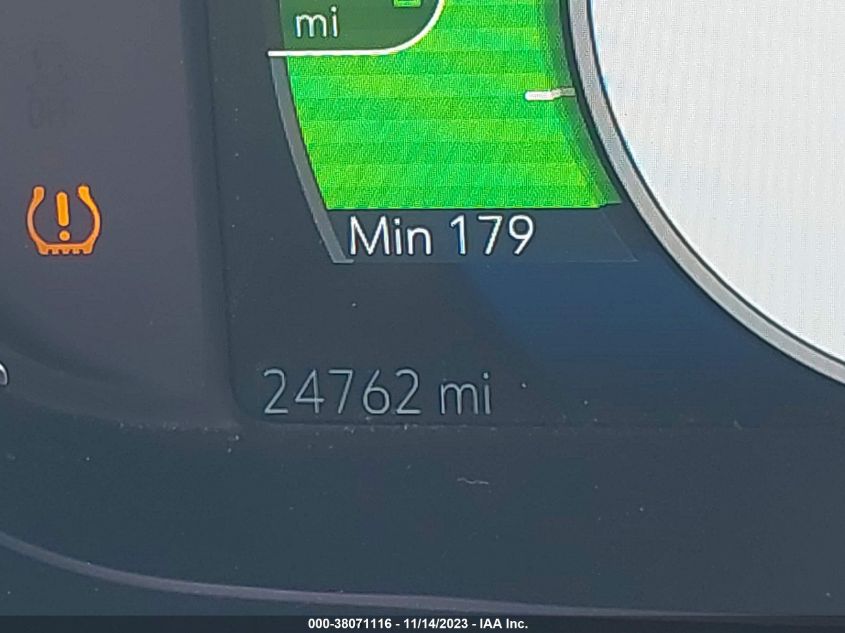 mi
Min 179
24762 mi
000-38071116 - 11/14/2023 - IAA Inc.